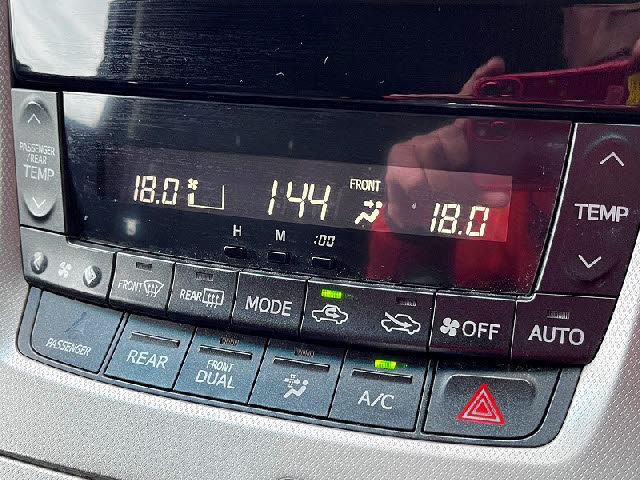 PASSENGER
/REAR
TEMP
18.0
1:44
FRONT
18.0
TEMP
H
M
:00
FRONT
REAR
MODE
OFF
AUTO
PASSENGER
REAR
FRONT
DUAL
A/C